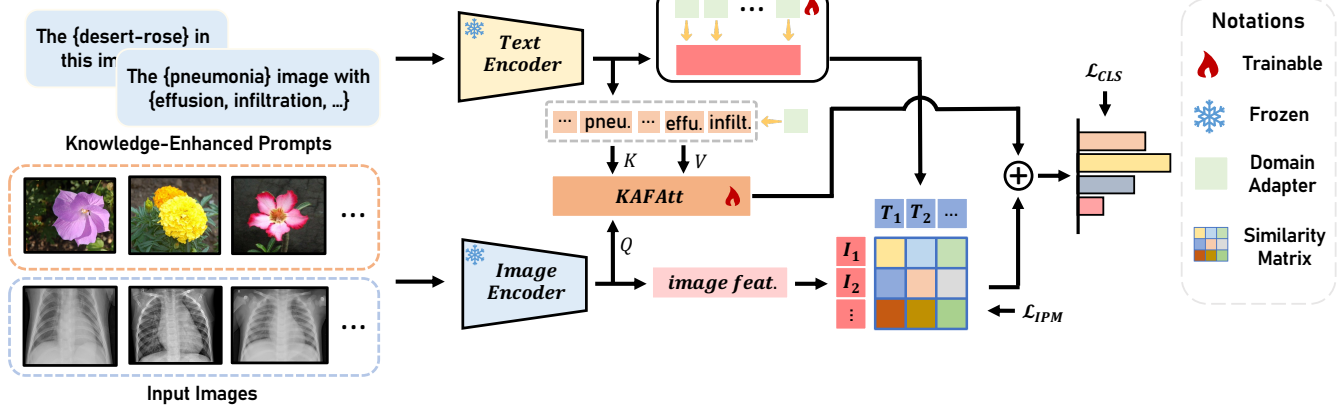 The {desert-rose} in
this im
The {pneumonia} image with
{effusion, infiltration, ...}
Knowledge-Enhanced Prompts
...
...
Input Images
Text
Encoder
...
... pneu. ... effu. infilt.
K
V
KAFAtt
Q
Image
Encoder
image feat.
T1 T2 ...
I1
I2
⋮
ℒIPM
ℒCLS
Notations
Trainable
Frozen
Domain
Adapter
Similarity
Matrix